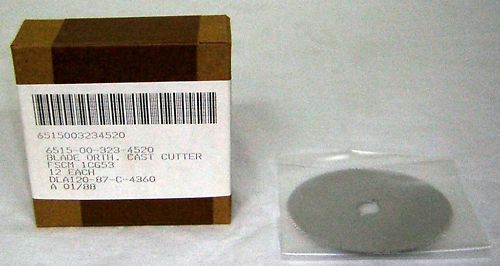 6515003234520
6515-00-323-4520
BLADE ORTH. CAST CUTTER
FSCM 1CG53
12 EACH
DLA120-87-C-4360
A 01/88